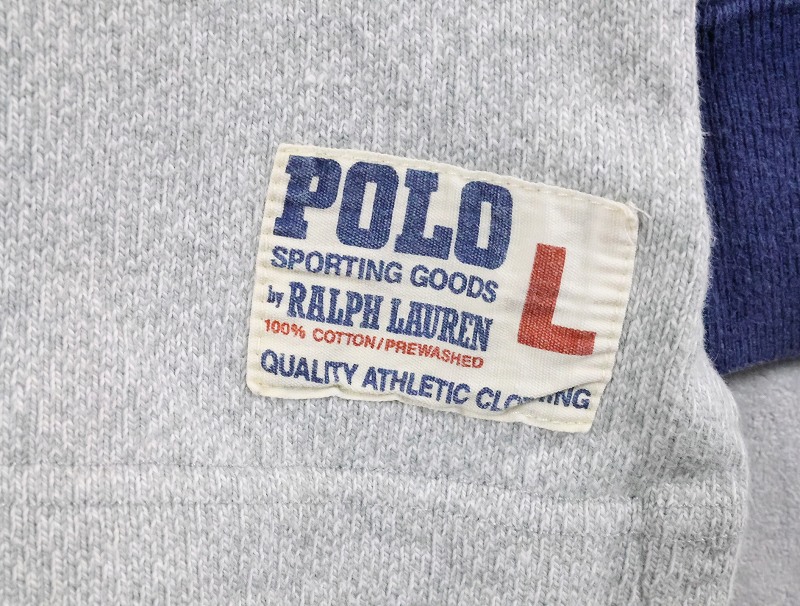 POLO
SPORTING GOODS
by RALPH LAUREN
100% COTTON/PREWASHED
QUALITY ATHLETIC CLOTHING
L